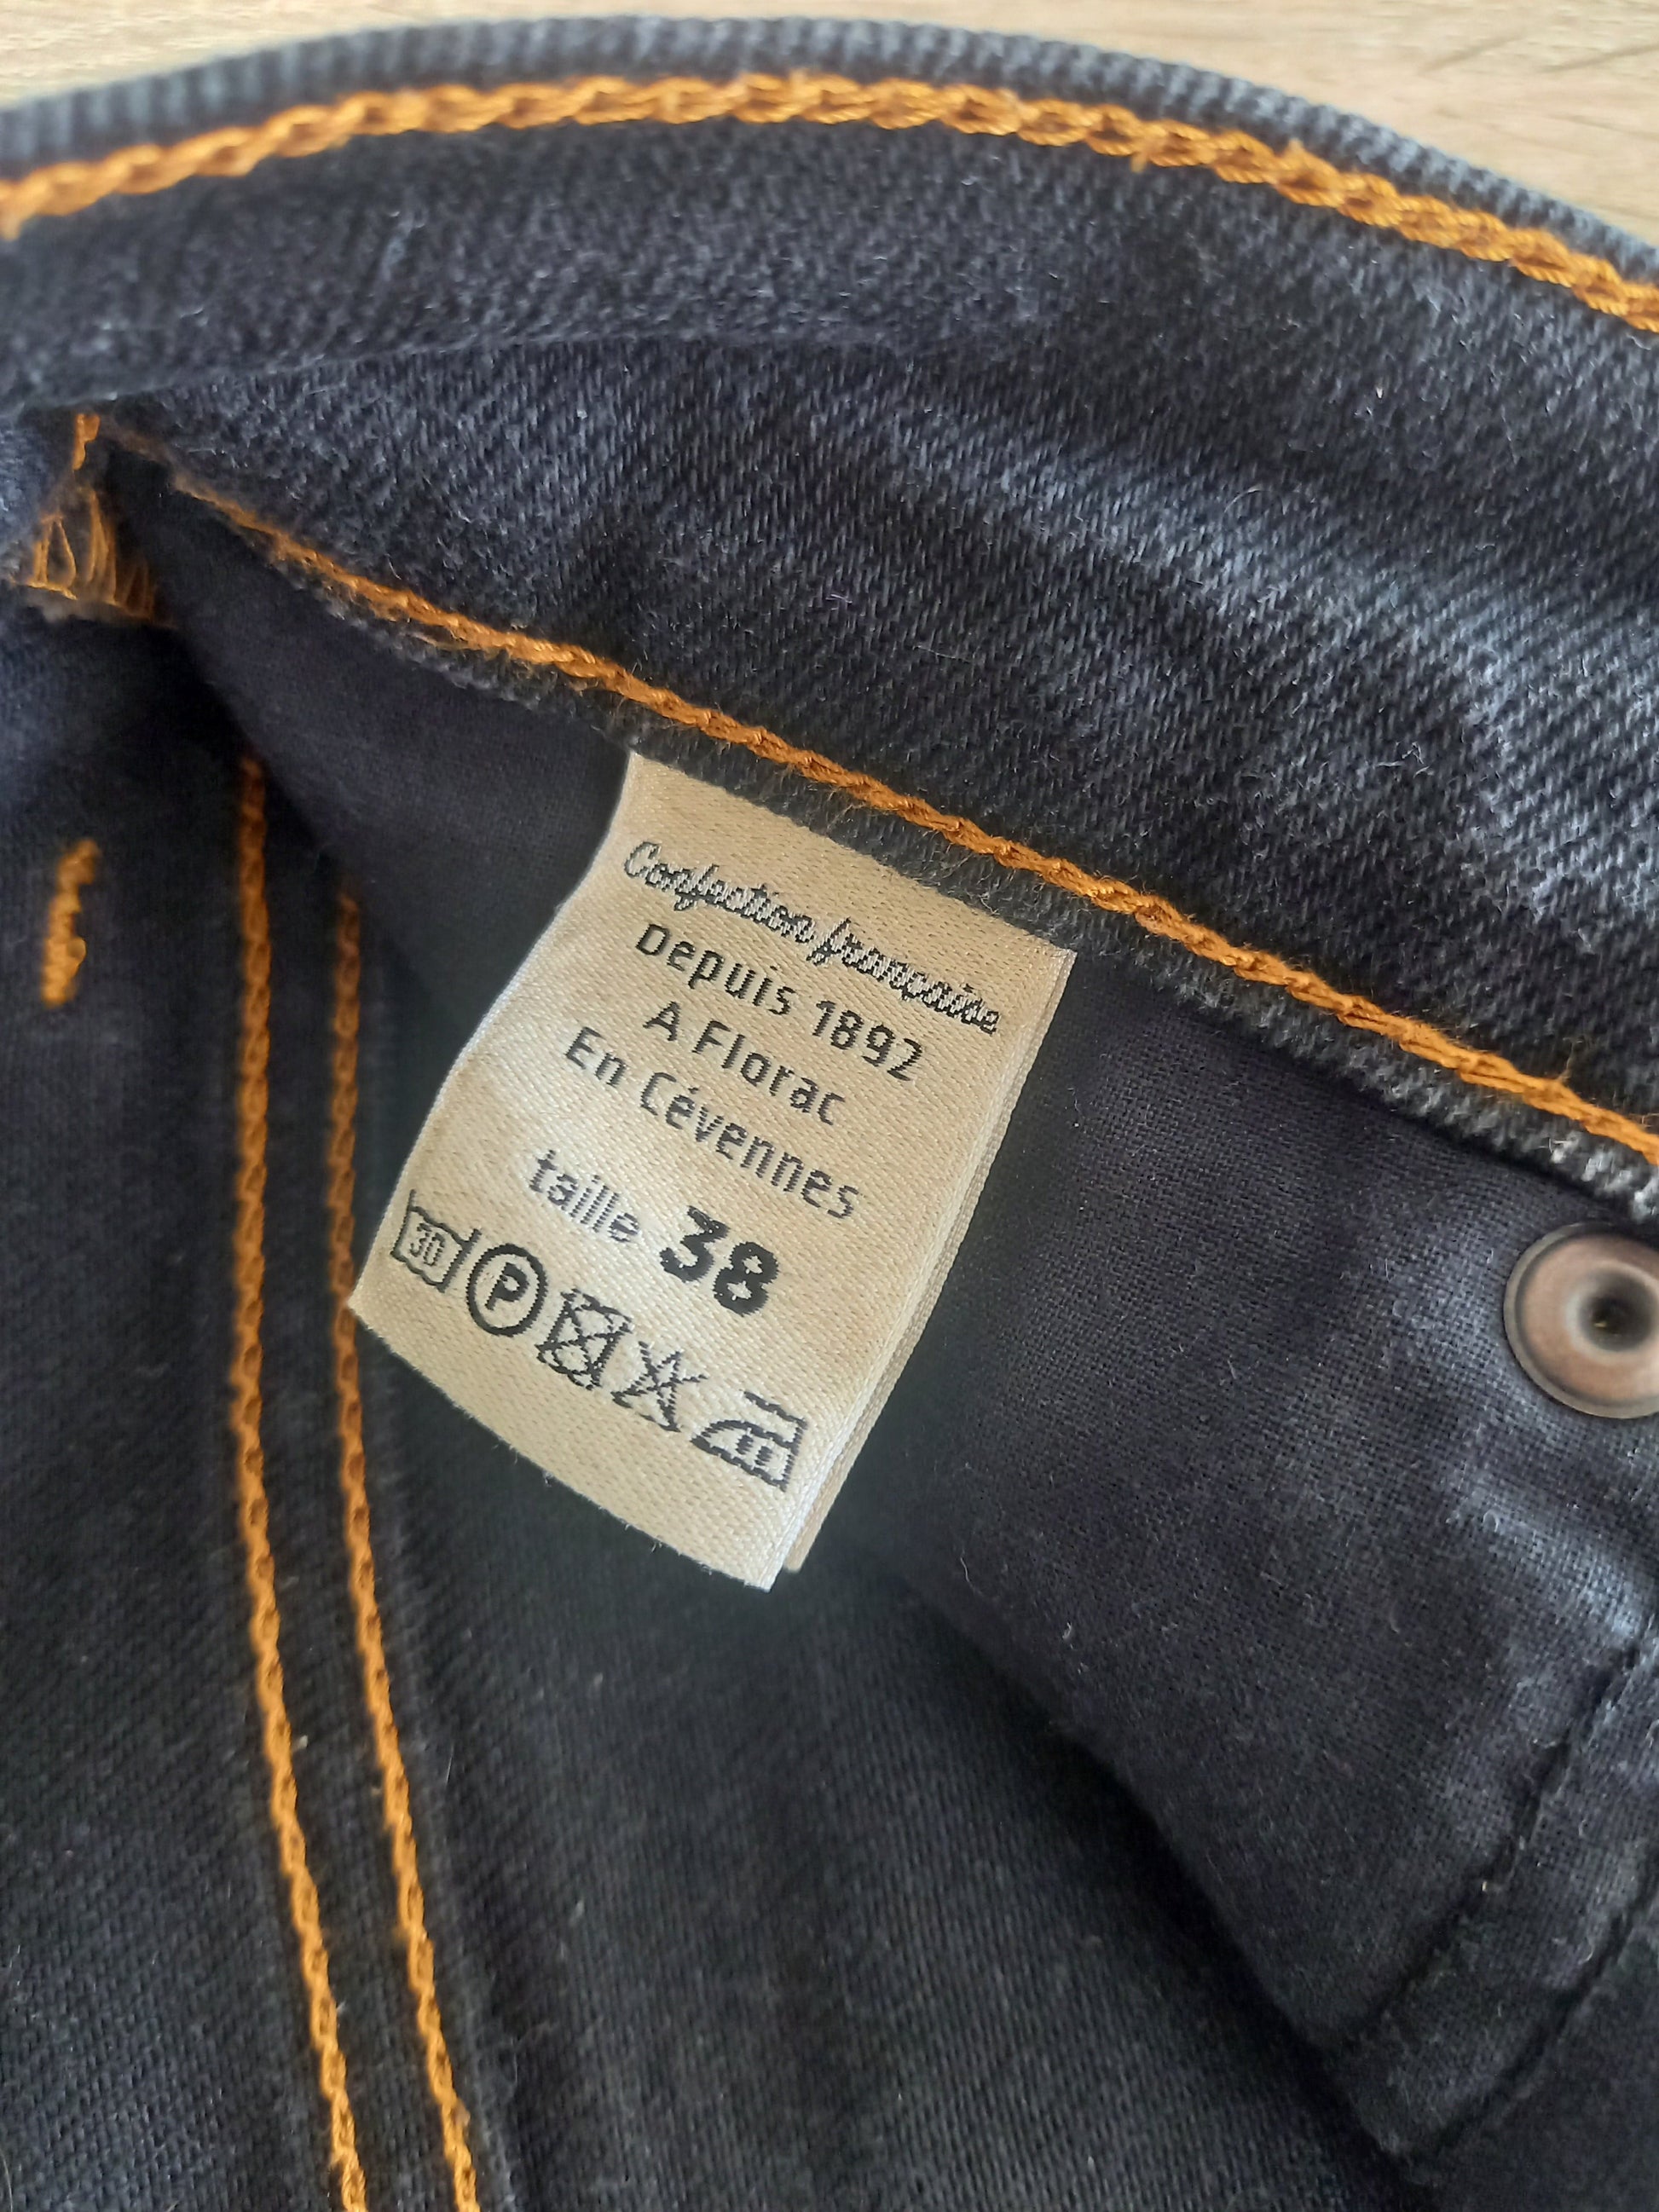 Confection française
Depuis 1892
A Florac
En Cévennes
taille 38
30 P